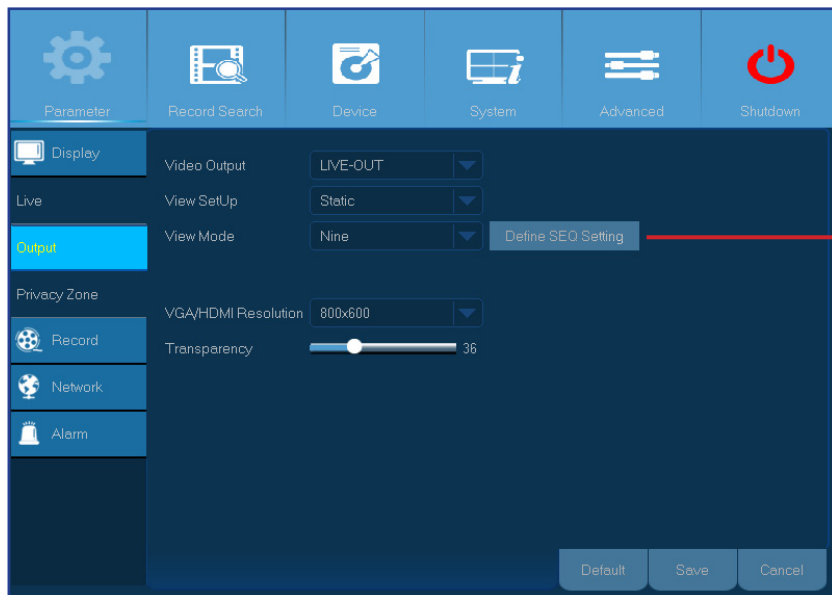 Parameter
Record Search
Device
System
Advanced
Shutdown
Display
Live
Output
Privacy Zone
Record
Network
Alarm
Video Output LIVE-OUT
View SetUp Static
View Mode Nine Define SEQ Setting
VGA/HDMI Resolution 800x600
Transparency 36
Default Save Cancel